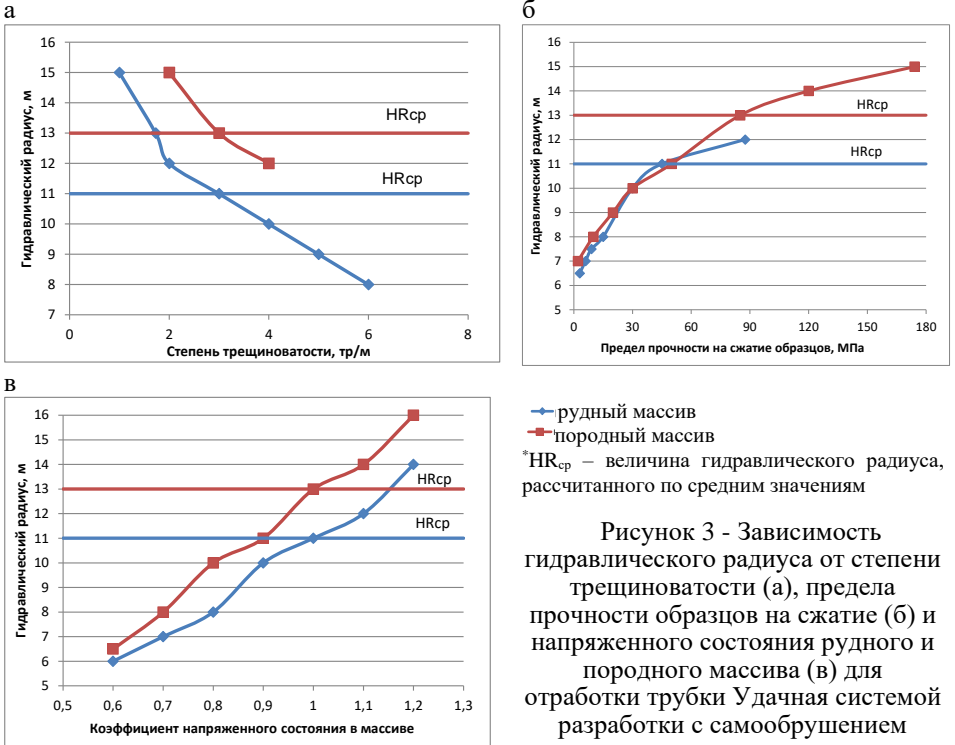 а
16
15
14
13
12
11
10
9
8
7
0
2
4
6
8
Гидравлический радиус, м
Степень трещиноватости, тр/м
HRср
HRср
б
16
15
14
13
12
11
10
9
8
7
6
5
0
30
60
90
120
150
180
Гидравлический радиус, м
Предел прочности на сжатие образцов, МПа
HRср
HRср
в
16
15
14
13
12
11
10
9
8
7
6
5
0,5
0,6
0,7
0,8
0,9
1
1,1
1,2
1,3
Гидравлический радиус, м
Коэффициент напряженного состояния в массиве
HRср
HRср
рудный массив
породный массив
*HRср – величина гидравлического радиуса,
рассчитанного по средним значениям
Рисунок 3 - Зависимость
гидравлического радиуса от степени
трещиноватости (а), предела
прочности образцов на сжатие (б) и
напряженного состояния рудного и
породного массива (в) для
отработки трубки Удачная системой
разработки с самообрушением